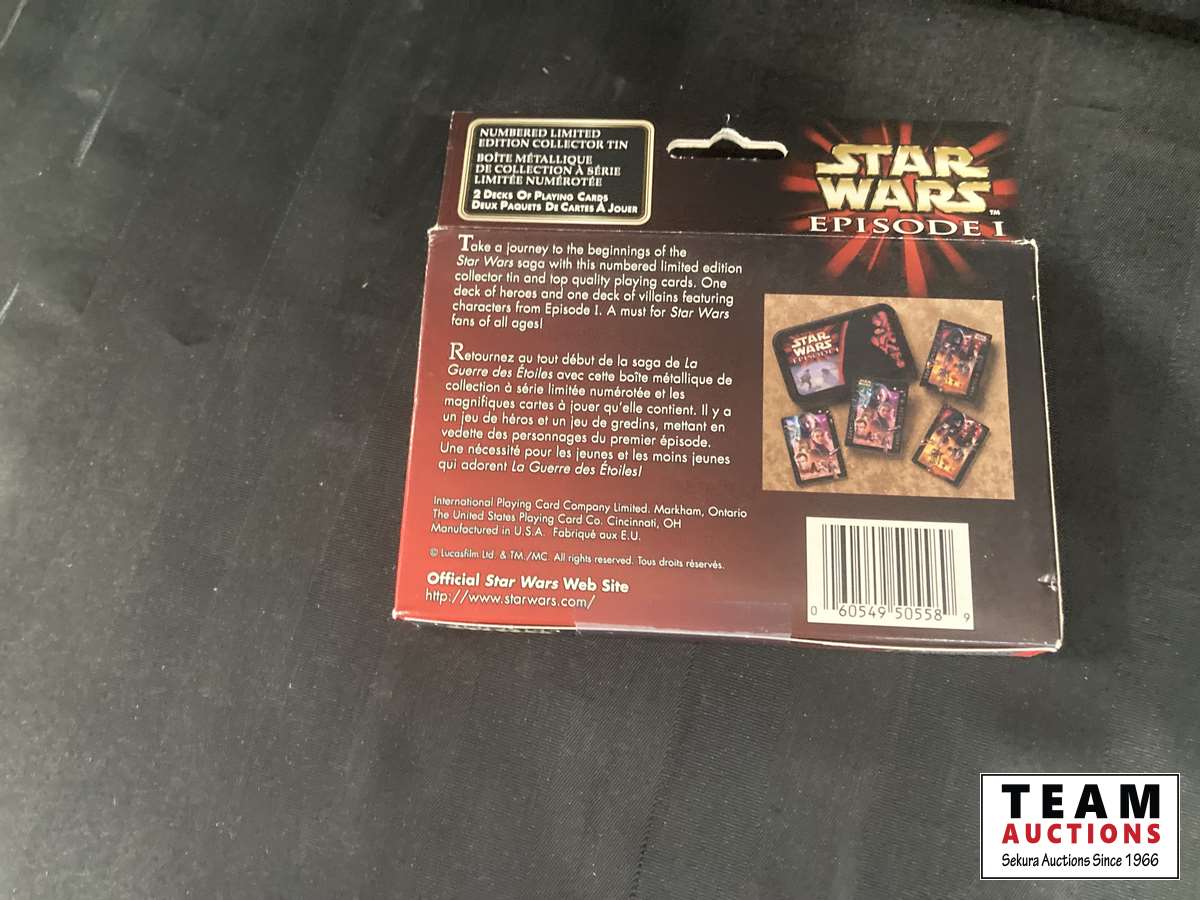 NUMBERED LIMITED
EDITION COLLECTOR TIN
BOÎTE MÉTALLIQUE
DE COLLECTION À SÉRIE
LIMITÉE NUMÉROTÉE
2 DECKS OF PLAYING CARDS
DEUX PAQUETS DE CARTES À JOUER
STAR
WARS
TM
EPISODE I
Take a journey to the beginnings of the
Star Wars saga with this numbered limited edition
collector tin and top quality playing cards. One
deck of heroes and one deck of villains featuring
characters from Episode I. A must for Star Wars
fans of all ages!
Retournez au tout début de la saga de La
Guerre des Étoiles avec cette boîte métallique de
collection à série limitée numérotée et les
magnifiques cartes à jouer qu'elle contient. Il y a
un jeu de héros et un jeu de gredins, mettant en
vedette des personnages du premier épisode.
Une nécessité pour les jeunes et les moins jeunes
qui adorent La Guerre des Étoiles!
STAR
WARS
EPISODE I
International Playing Card Company Limited. Markham, Ontario
The United States Playing Card Co. Cincinnati, OH
Manufactured in U.S.A. Fabriqué aux E.U.
© Lucasfilm Ltd. & TM./MC. All rights reserved. Tous droits réservés.
Official Star Wars Web Site
http://www.starwars.com/
0 60549 50558 9
TEAM
AUCTIONS
Sekura Auctions Since 1966